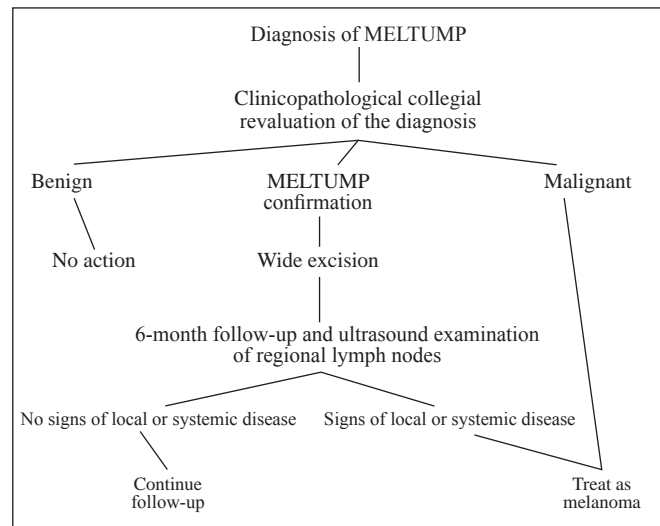 Diagnosis of MELTUMP
Clinicopathological collegial
revaluation of the diagnosis
Benign
MELTUMP
confirmation
Malignant
No action
Wide excision
6-month follow-up and ultrasound examination
of regional lymph nodes
No signs of local or systemic disease
Signs of local or systemic disease
Continue
follow-up
Treat as
melanoma